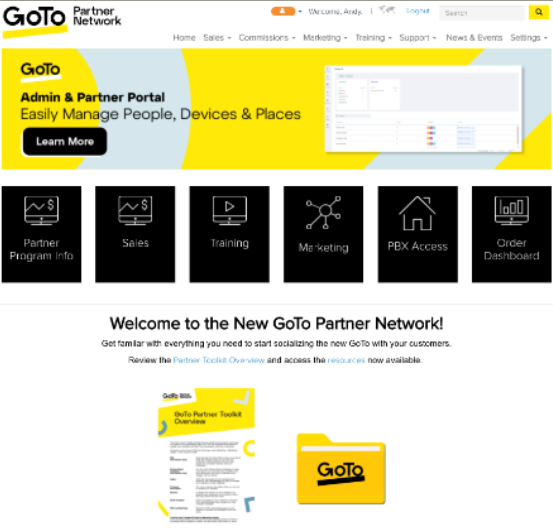 GoTo Partner Network
Welcome, Andy. | Logout Search
Home Sales Commissions Marketing Training Support News & Events Settings
GoTo
Admin & Partner Portal
Easily Manage People, Devices & Places
Learn More
Partner Program Info
Sales
Training
Marketing
PBX Access
Order Dashboard
Welcome to the New GoTo Partner Network!
Get familar with everything you need to start socializing the new GoTo with your customers.
Review the Partner Toolkit Overview and access the resources now available.
GoTo
GoTo Partner Toolkit
Overview
GoTo